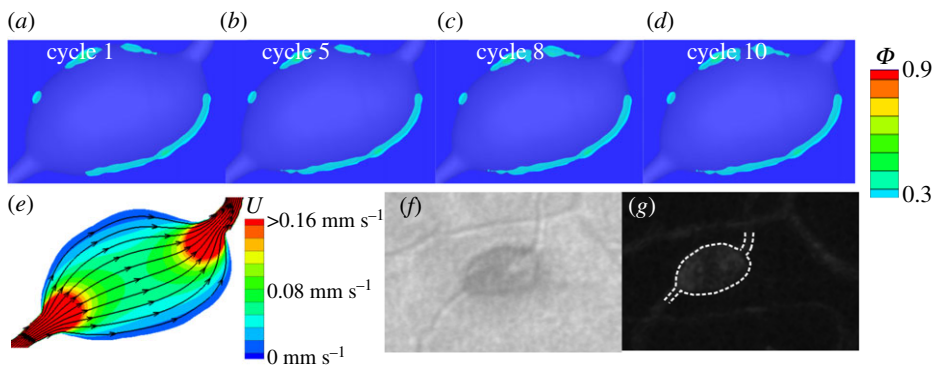 (a)
(b)
(c)
(d)
cycle 1
cycle 5
cycle 8
cycle 10
Φ
0.9
0.3
(e)
U
>0.16 mm s⁻¹
0.08 mm s⁻¹
0 mm s⁻¹
(f)
(g)